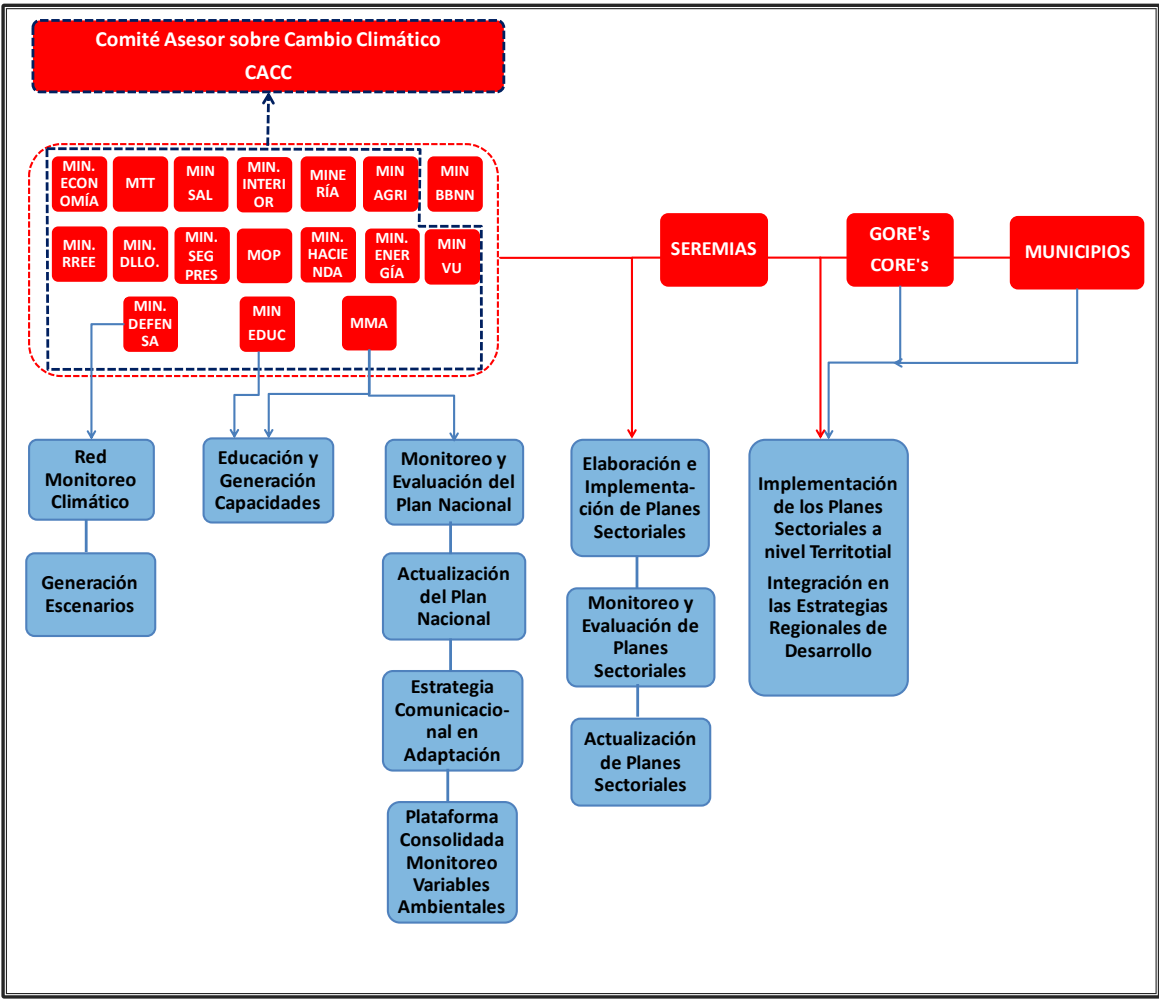 Comité Asesor sobre Cambio Climático
CACC
MIN.
ECON
OMÍA
MTT
MIN
SAL
MIN.
INTERI
OR
MINE
RÍA
MIN
AGRI
MIN
BBNN
MIN.
RREE
MIN.
DLLO.
MIN.
SEG
PRES
MOP
MIN.
HACIE
NDA
MIN.
ENER
GÍA
MIN
VU
MIN.
DEFEN
SA
MIN
EDUC
MMA
SEREMIAS
GORE's
CORE's
MUNICIPIOS
Red
Monitoreo
Climático
Generación
Escenarios
Educación y
Generación
Capacidades
Monitoreo y
Evaluación del
Plan Nacional
Actualización
del Plan
Nacional
Estrategia
Comunicacio-
nal en
Adaptación
Plataforma
Consolidada
Monitoreo
Variables
Ambientales
Elaboración e
Implementa-
ción de Planes
Sectoriales
Monitoreo y
Evaluación de
Planes
Sectoriales
Actualización
de Planes
Sectoriales
Implementación
de los Planes
Sectoriales a
nivel Territotial
Integración en
las Estrategias
Regionales de
Desarrollo